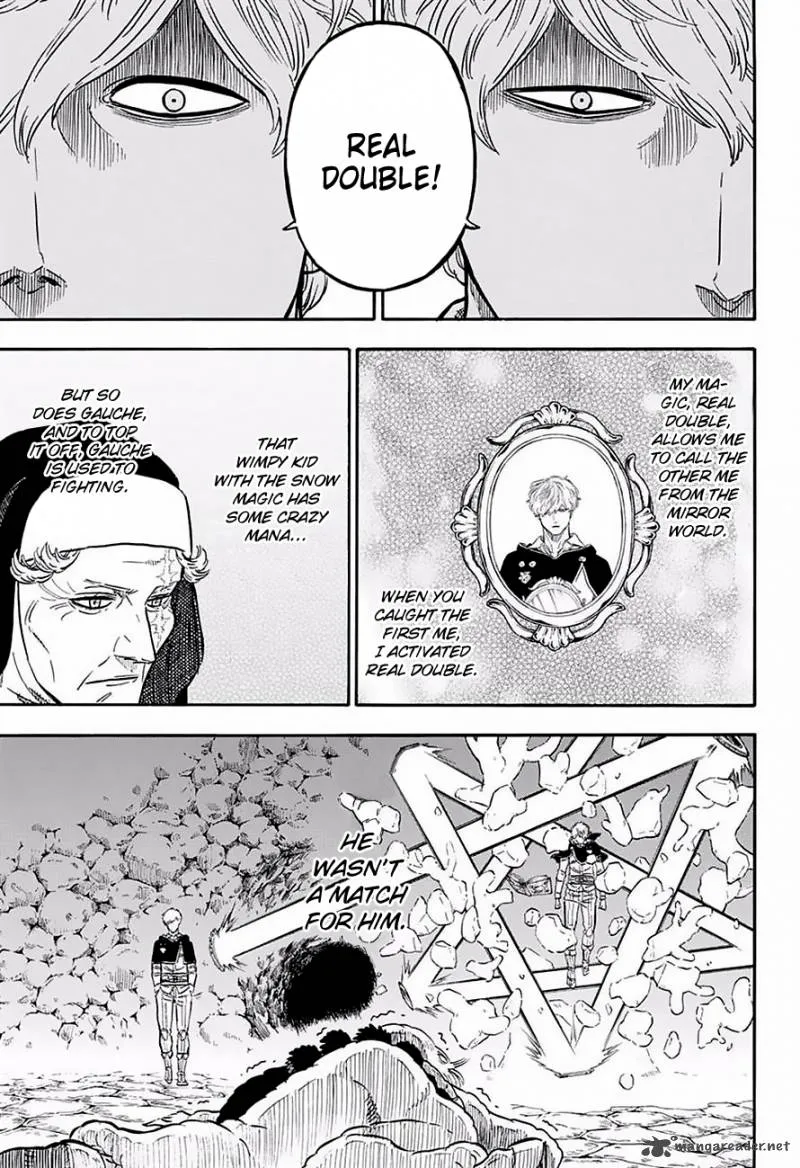 REAL
DOUBLE!
MY MA-
GIC, REAL
DOUBLE,
ALLOWS ME
TO CALL THE
OTHER ME
FROM THE
MIRROR
WORLD.
WHEN YOU
CAUGHT THE
FIRST ME,
I ACTIVATED
REAL DOUBLE.
THAT
WIMPY KID
WITH THE SNOW
MAGIC HAS
SOME CRAZY
MANA...
BUT SO
DOES GAUCHE,
AND TO TOP
IT OFF, GAUCHE
IS USED TO
FIGHTING.
HE
WASN'T
A MATCH
FOR HIM.
mangareader.net